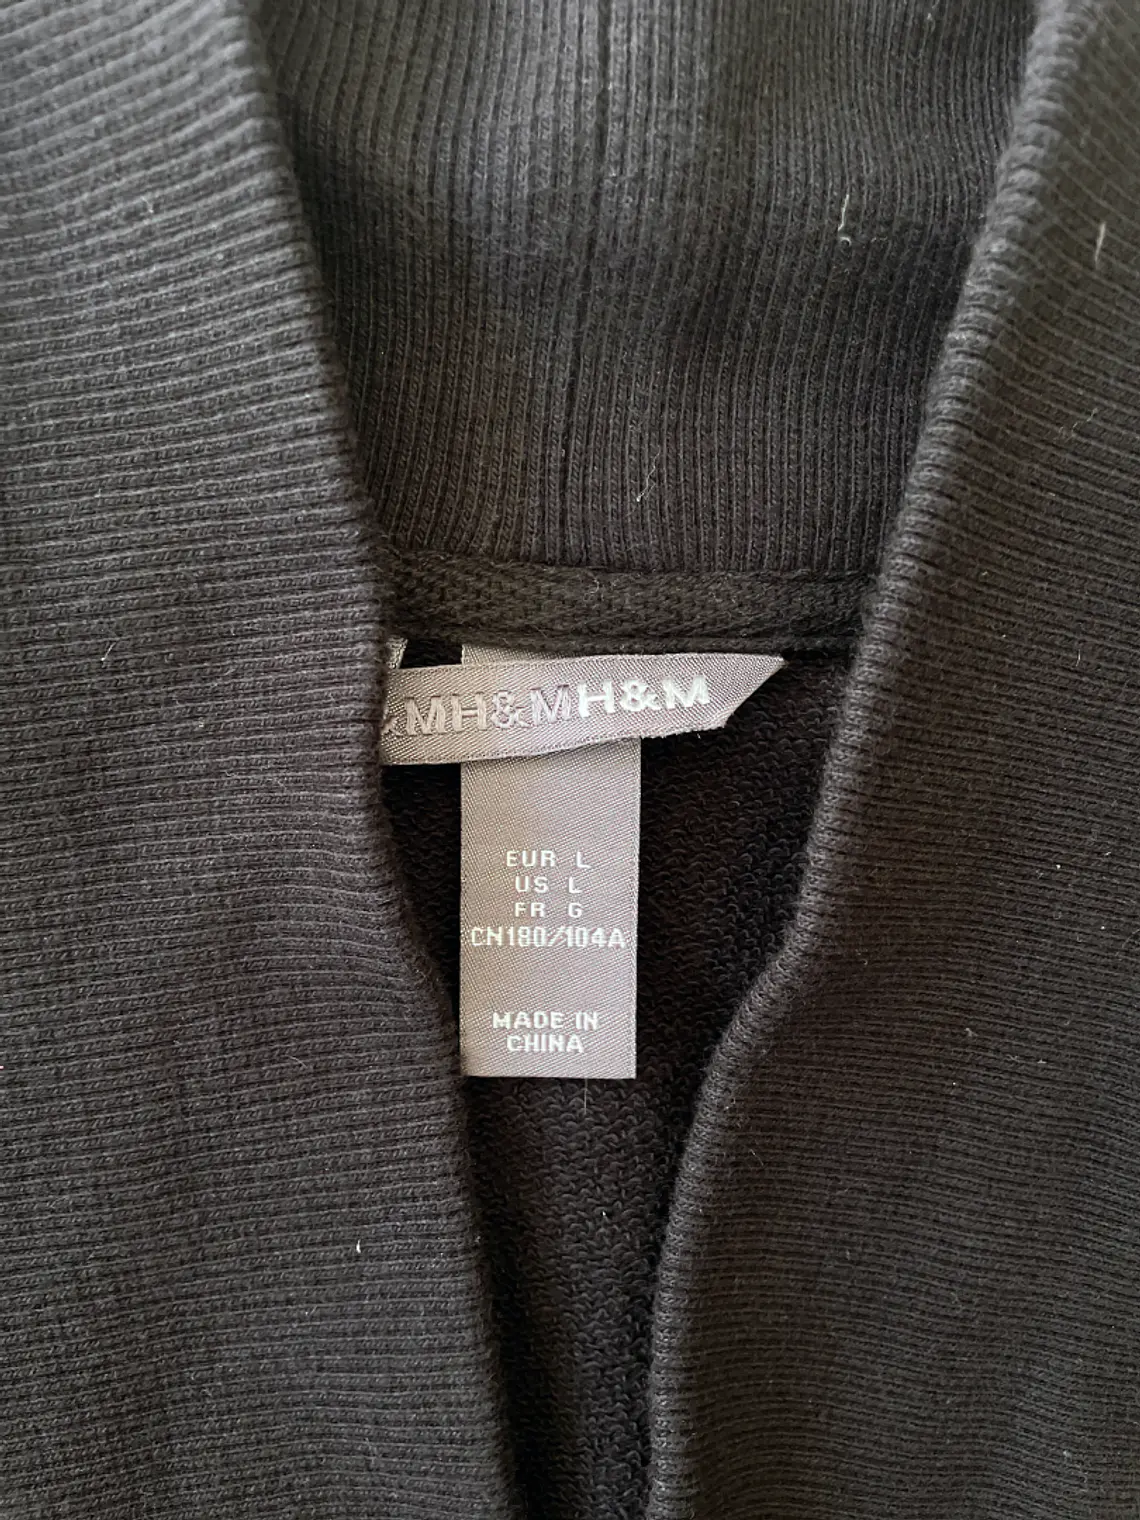 &MH&MH&M
EUR L
US L
FR G
CN180/104A
MADE IN
CHINA